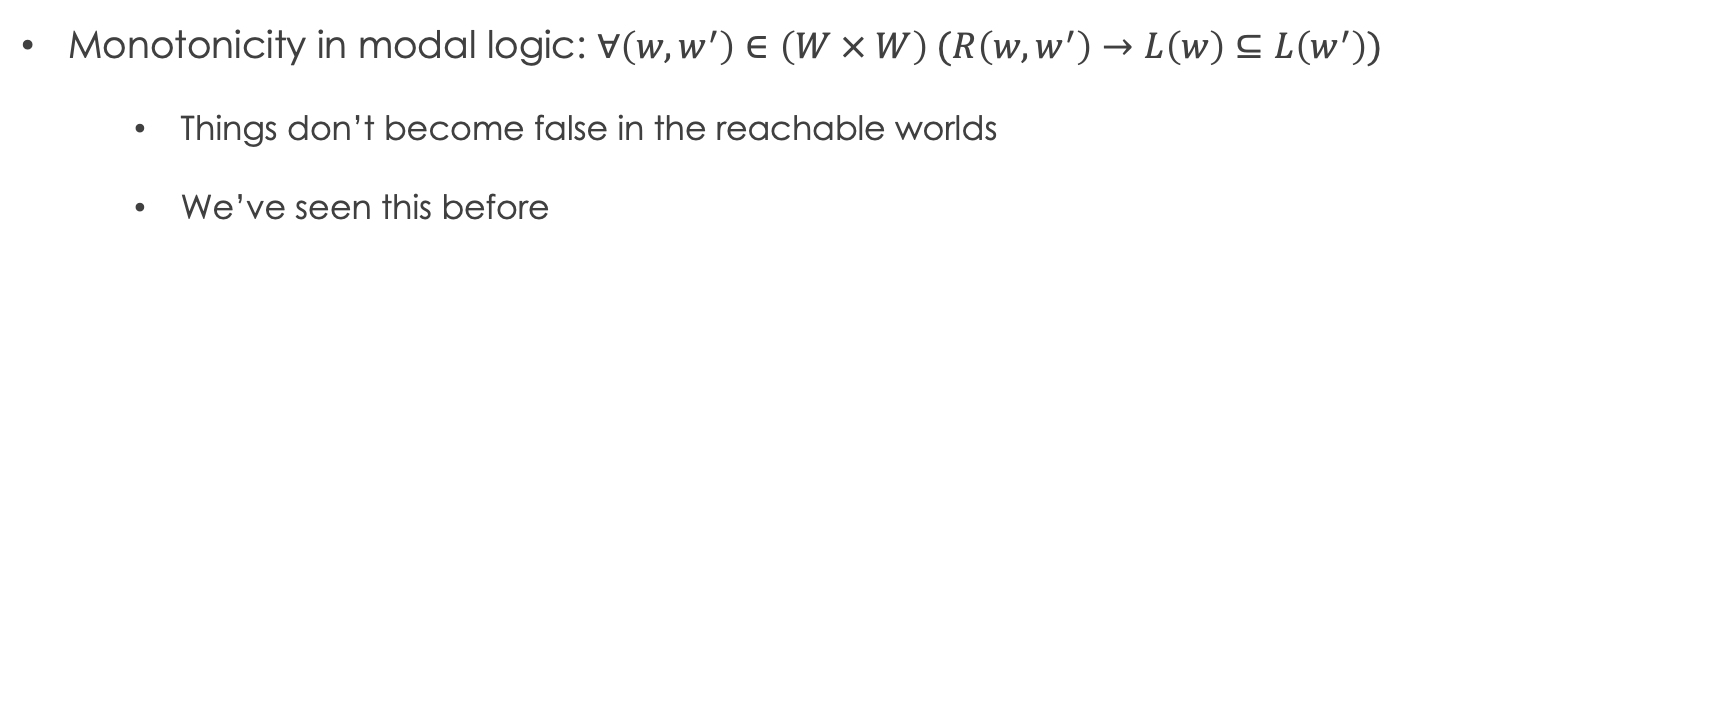 • Monotonicity in modal logic: ∀(𝑤, 𝑤′) ∈ (𝑊 × 𝑊) (𝑅(𝑤, 𝑤′) → 𝐿(𝑤) ⊆ 𝐿(𝑤′))
• Things don’t become false in the reachable worlds
• We’ve seen this before